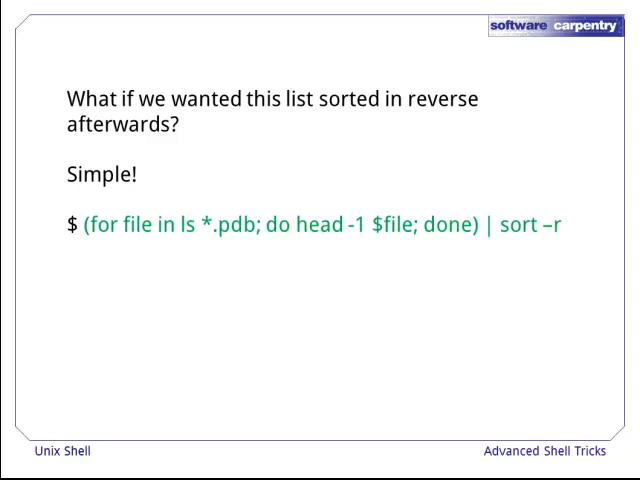 software carpentry
What if we wanted this list sorted in reverse
afterwards?
Simple!
$ (for file in ls *.pdb; do head -1 $file; done) | sort –r
Unix Shell
Advanced Shell Tricks